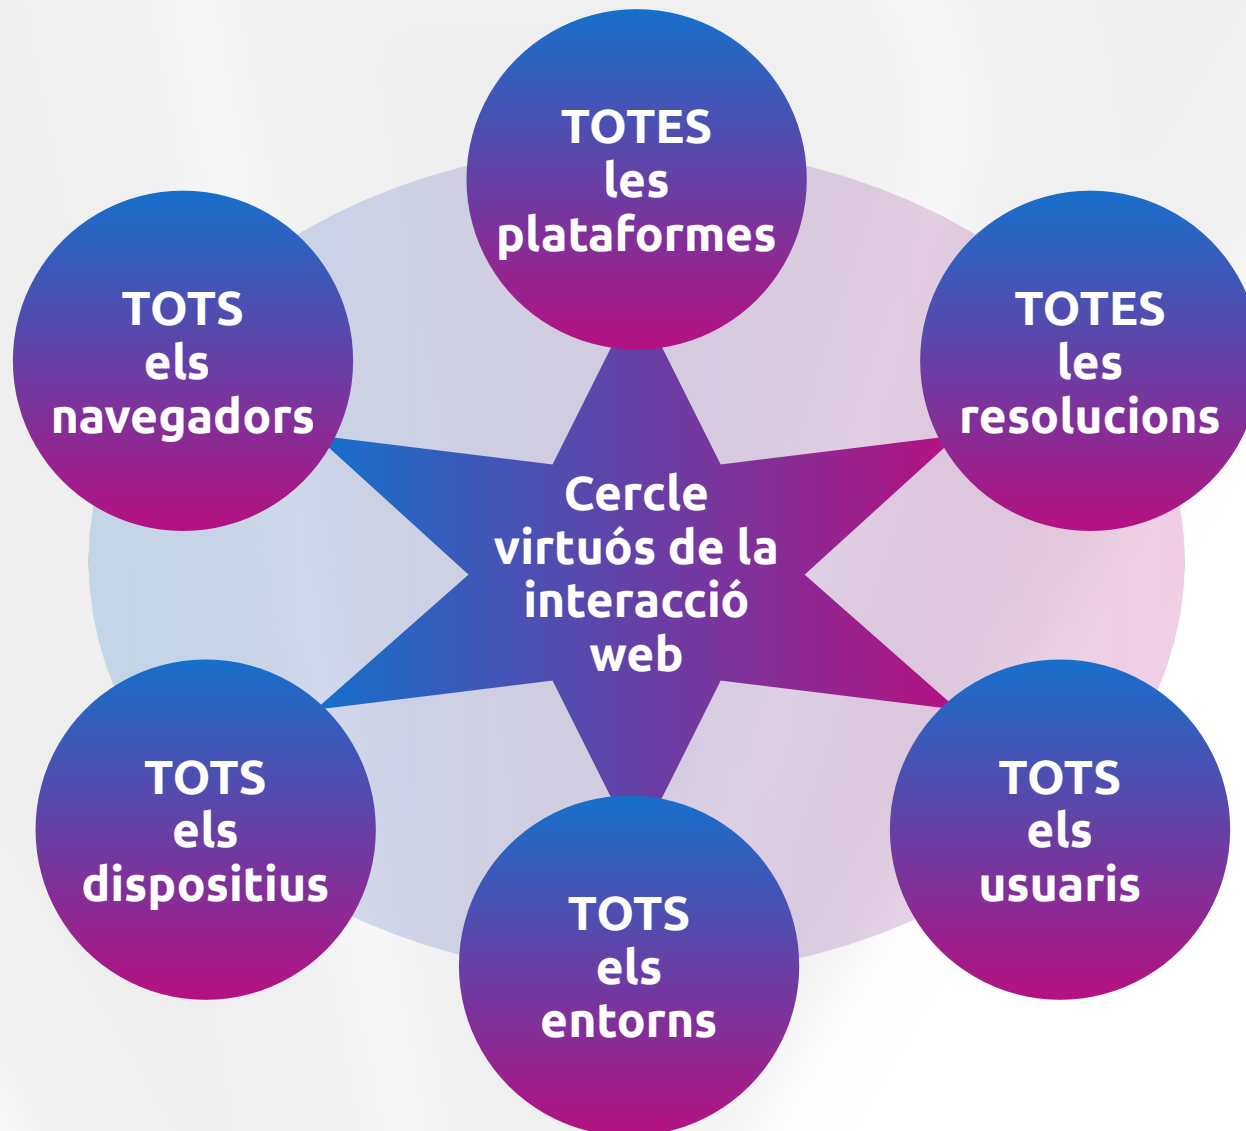 TOTES
les
plataformes
TOTS
els
navegadors
TOTES
les
resolucions
Cercle
virtuós de la
interacció
web
TOTS
els
dispositius
TOTS
els
usuaris
TOTS
els
entorns